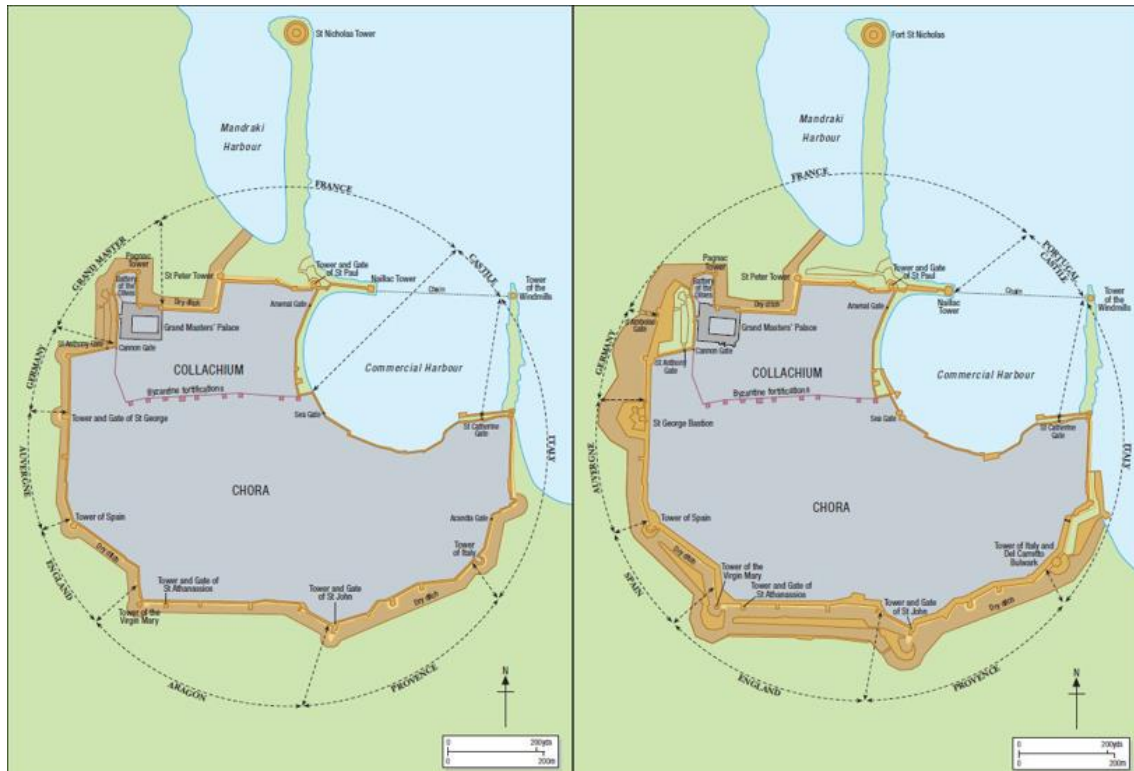 St Nicholas Tower
Mandraki
Harbour
FRANCE
GRAND MASTER
CASTILE
Pagnac
Tower
Battery
of the
Olives
St Peter Tower
Tower and Gate
of St Paul
Naillac Tower
Tower
of the
Windmills
Chain
Dry ditch
Arsenal Gate
Grand Masters' Palace
St Anthony Gate
Cannon Gate
GERMANY
COLLACHIUM
Commercial Harbour
Byzantine fortifications
Tower and Gate of St George
Sea Gate
St Catherine
Gate
ITALY
AUVERGNE
CHORA
Tower of Spain
Acandia Gate
Tower
of Italy
Dry ditch
ENGLAND
Tower and Gate of
St Athanassios
Tower of the
Virgin Mary
Tower and Gate
of St John
Dry ditch
ARAGON
PROVENCE
N
0 200yds
0 200m
Fort St Nicholas
Mandraki
Harbour
FRANCE
PORTUGAL
CASTILE
Pagnac
Tower
Battery
of the
Olives
St Peter Tower
Tower and Gate
of St Paul
Naillac
Tower
Tower
of the
Windmills
Chain
Dry ditch
Arsenal Gate
Grand Masters' Palace
Gate
St Anthony
Gate
Cannon Gate
GERMANY
COLLACHIUM
Commercial Harbour
Byzantine fortifications
St George Bastion
Sea Gate
St Catherine
Gate
ITALY
AUVERGNE
CHORA
Tower of Spain
Tower of Italy and
Del Carretto
Bulwark
Dry ditch
SPAIN
Tower of the
Virgin Mary
Tower and Gate of
St Athanassios
Tower and Gate
of St John
Dry ditch
ENGLAND
PROVENCE
N
0 200yds
0 200m